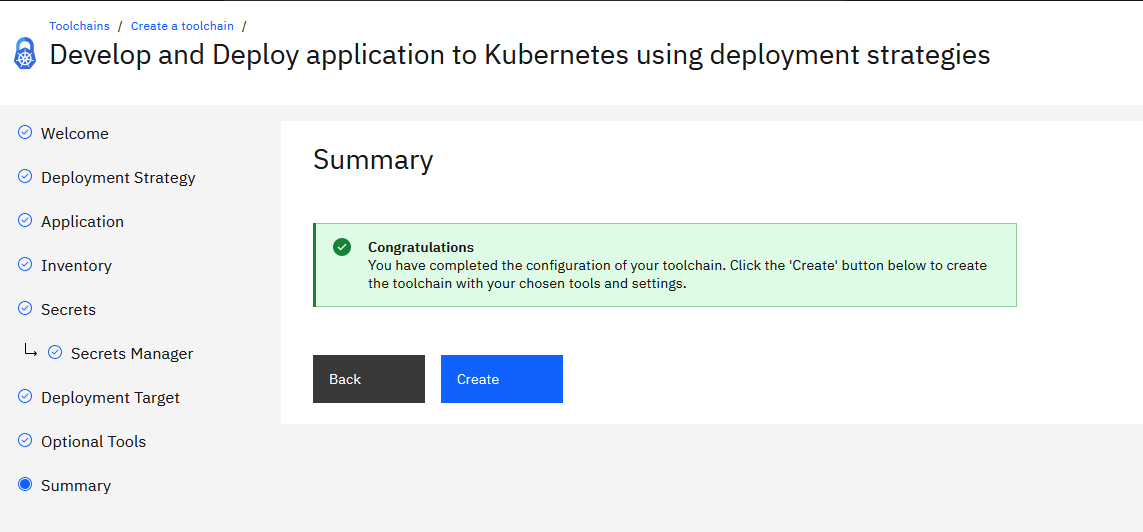 Toolchains / Create a toolchain /
Develop and Deploy application to Kubernetes using deployment strategies
Welcome
Deployment Strategy
Application
Inventory
Secrets
Secrets Manager
Deployment Target
Optional Tools
Summary
Summary
Congratulations
You have completed the configuration of your toolchain. Click the 'Create' button below to create
the toolchain with your chosen tools and settings.
Back
Create